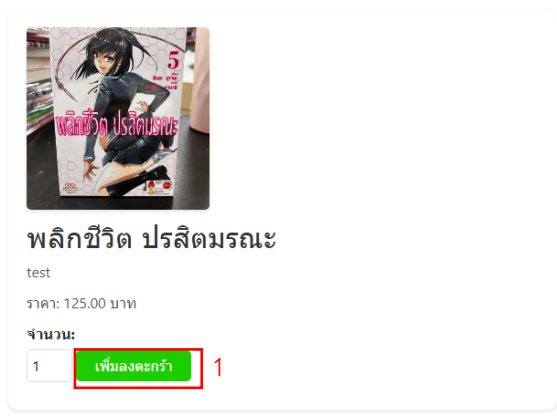 5
พลิกชีวิต ปรสิตมรณะ
พลิกชีวิต ปรสิตมรณะ
test
ราคา: 125.00 บาท
จำนวน:
1 เพิ่มลงตะกร้า 1